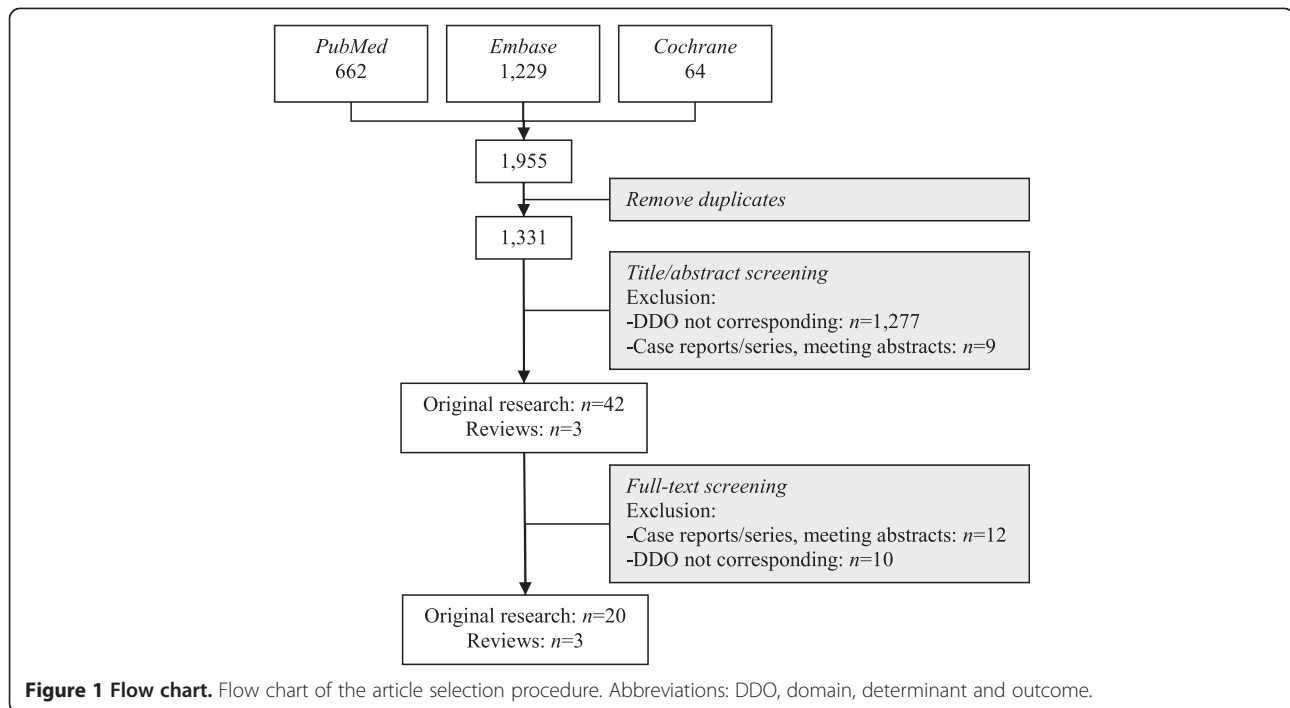 PubMed
662
Embase
1,229
Cochrane
64
1,955
Remove duplicates
1,331
Title/abstract screening
Exclusion:
-DDO not corresponding: n=1,277
-Case reports/series, meeting abstracts: n=9
Original research: n=42
Reviews: n=3
Full-text screening
Exclusion:
-Case reports/series, meeting abstracts: n=12
-DDO not corresponding: n=10
Original research: n=20
Reviews: n=3
Figure 1 Flow chart. Flow chart of the article selection procedure. Abbreviations: DDO, domain, determinant and outcome.